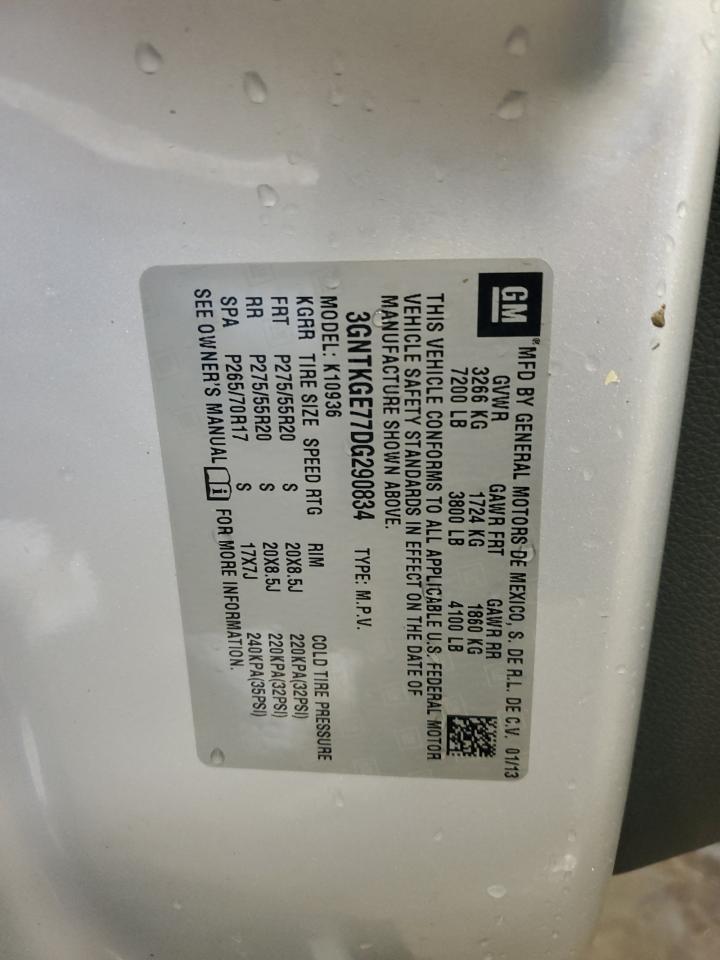 GM
®MFD BY GENERAL MOTORS DE MEXICO, S. DE R.L. DE C.V. 01/13
GVWR GAWR FRT GAWR RR
3266 KG 1724 KG 1860 KG
7200 LB 3800 LB 4100 LB
THIS VEHICLE CONFORMS TO ALL APPLICABLE U.S. FEDERAL MOTOR
VEHICLE SAFETY STANDARDS IN EFFECT ON THE DATE OF
MANUFACTURE SHOWN ABOVE.
3GNTKGE77DG290834 TYPE: M.P.V.
MODEL: K10936
KGRR TIRE SIZE SPEED RTG RIM COLD TIRE PRESSURE
FRT P275/55R20 S 20X8.5J 220KPA(32PSI)
RR P275/55R20 S 20X8.5J 220KPA(32PSI)
SPA P265/70R17 S 17X7J 240KPA(35PSI)
SEE OWNER'S MANUAL i FOR MORE INFORMATION.